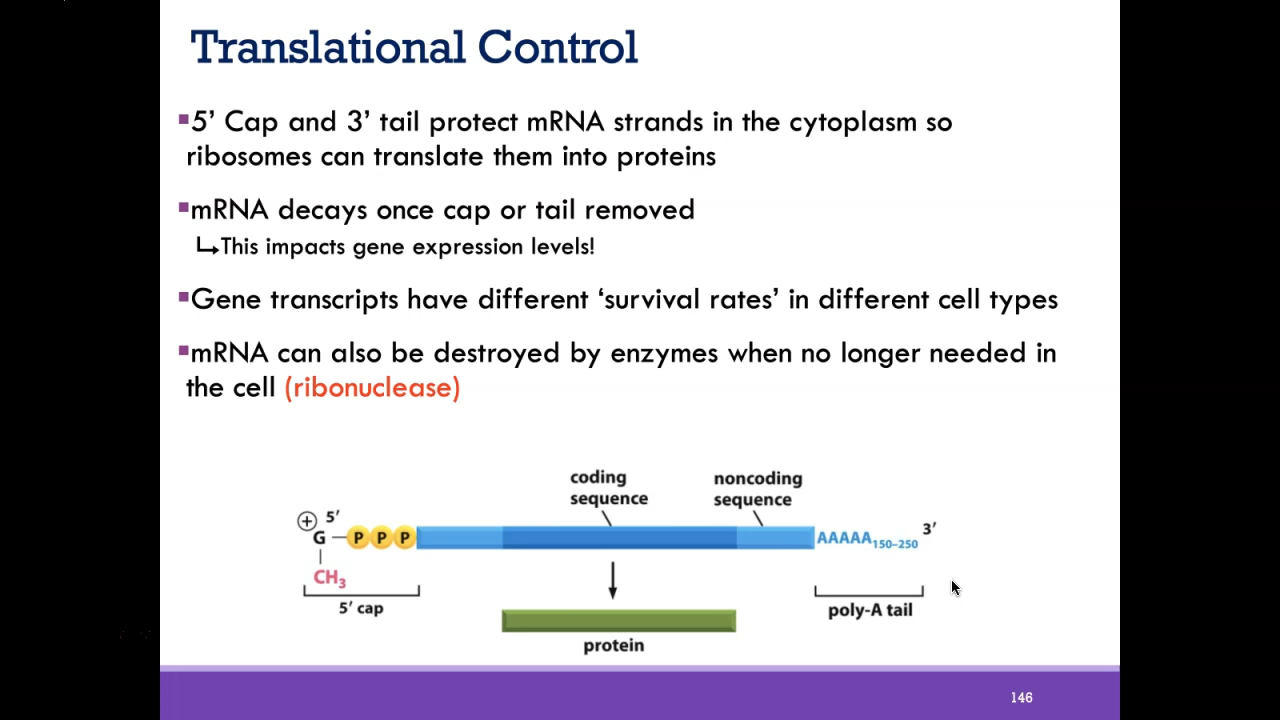 Translational Control
▪5’ Cap and 3’ tail protect mRNA strands in the cytoplasm so
ribosomes can translate them into proteins
▪mRNA decays once cap or tail removed
↳This impacts gene expression levels!
▪Gene transcripts have different ‘survival rates’ in different cell types
▪mRNA can also be destroyed by enzymes when no longer needed in
the cell (ribonuclease)
coding
sequence
noncoding
sequence
+ 5′
G P P P
AAAAA150–250 3′
CH3
5′ cap
poly-A tail
protein
146